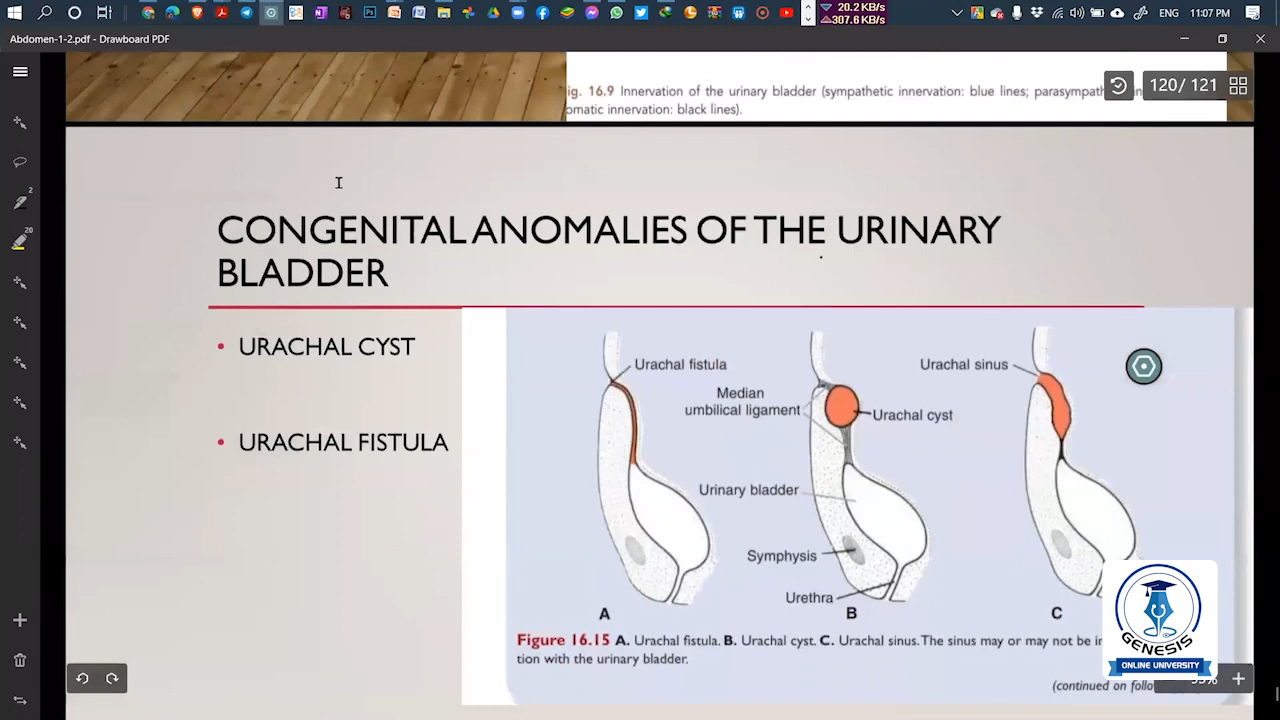 20.2 KB/s
307.6 KB/s
ENG 11:07 PM
Abdomen-1-2.pdf - Drawboard PDF
ig. 16.9 Innervation of the urinary bladder (sympathetic innervation: blue lines; parasympath
omatic innervation: black lines).
120/ 121
2
20
CONGENITAL ANOMALIES OF THE URINARY
BLADDER
• URACHAL CYST
• URACHAL FISTULA
Urachal fistula
Median
umbilical ligament
Urachal cyst
Urachal sinus
Urinary bladder
Symphysis
Urethra
A
B
C
Figure 16.15 A. Urachal fistula. B. Urachal cyst. C. Urachal sinus. The sinus may or may not be in
tion with the urinary bladder.
(continued on follo
GENESIS
ONLINE UNIVERSITY